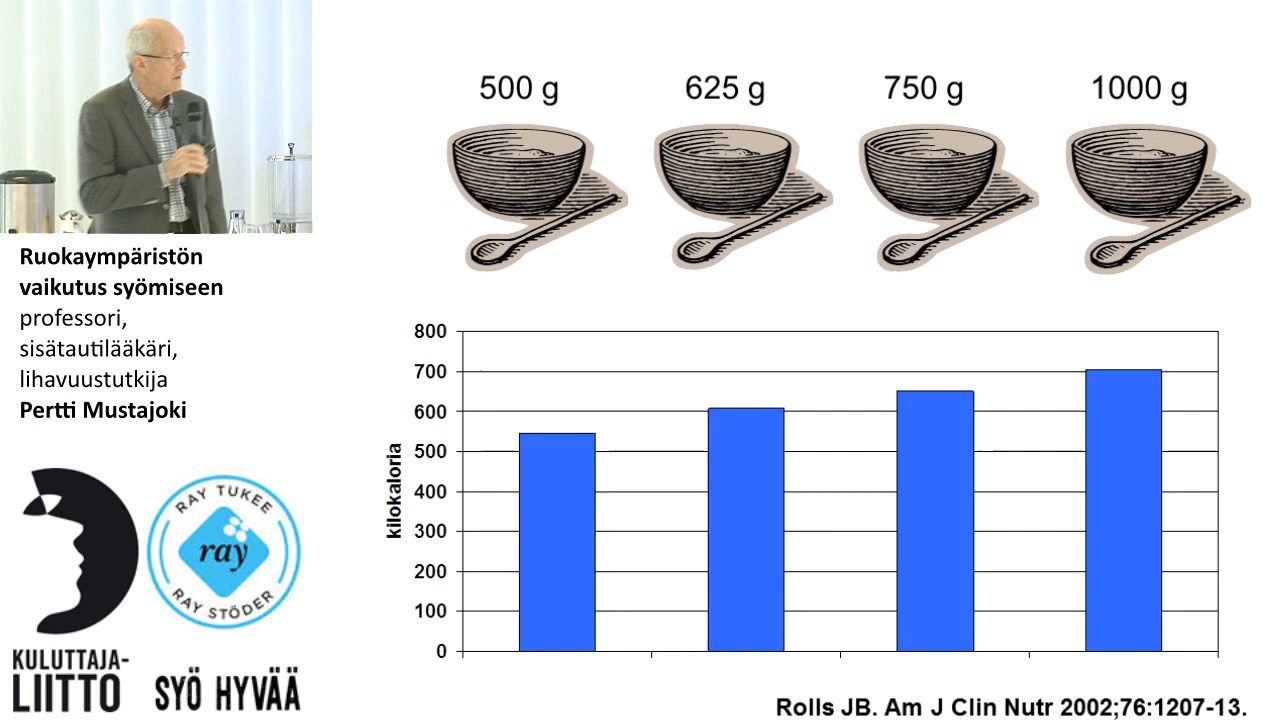 500 g
625 g
750 g
1000 g
Ruokaympäristön
vaikutus syömiseen
professori,
sisätautilääkäri,
lihavuustutkija
Pertti Mustajoki
800
700
600
500
400
300
200
100
0
kilokaloria
RAY TUKEE
ray
RAY STÖDER
KULUTTAJA-
LIITTO
SYÖ HYVÄÄ
Rolls JB. Am J Clin Nutr 2002;76:1207-13.